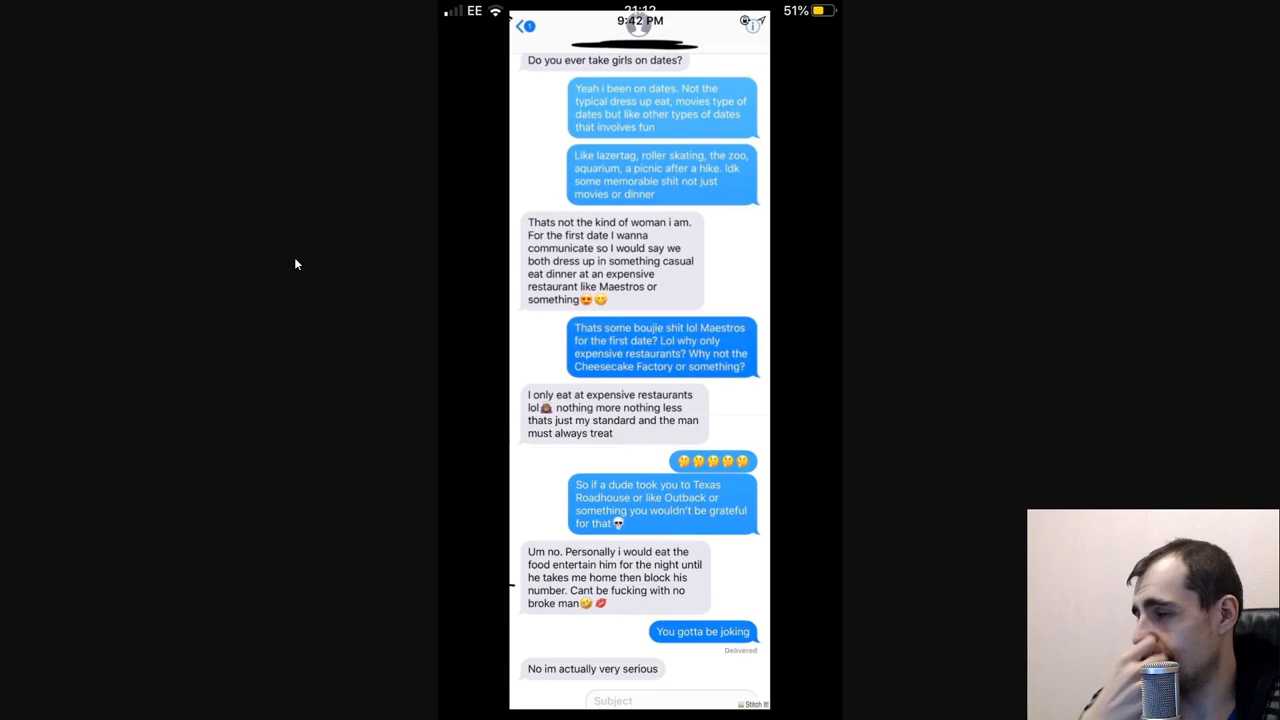 EE 21:12 51%
9:42 PM
1
Do you ever take girls on dates?
Yeah i been on dates. Not the
typical dress up eat, movies type of
dates but like other types of dates
that involves fun
Like lazertag, roller skating, the zoo,
aquarium, a picnic after a hike. Idk
some memorable shit not just
movies or dinner
Thats not the kind of woman i am.
For the first date I wanna
communicate so I would say we
both dress up in something casual
eat dinner at an expensive
restaurant like Maestros or
something😍😋
Thats some boujie shit lol Maestros
for the first date? Lol why only
expensive restaurants? Why not the
Cheesecake Factory or something?
I only eat at expensive restaurants
lol🤷🏾‍♀️ nothing more nothing less
thats just my standard and the man
must always treat
🤔🤔🤔🤔🤔
So if a dude took you to Texas
Roadhouse or like Outback or
something you wouldn't be grateful
for that💀
Um no. Personally i would eat the
food entertain him for the night until
he takes me home then block his
number. Cant be fucking with no
broke man🤣💋
You gotta be joking
Delivered
No im actually very serious
Subject
Stitch It!